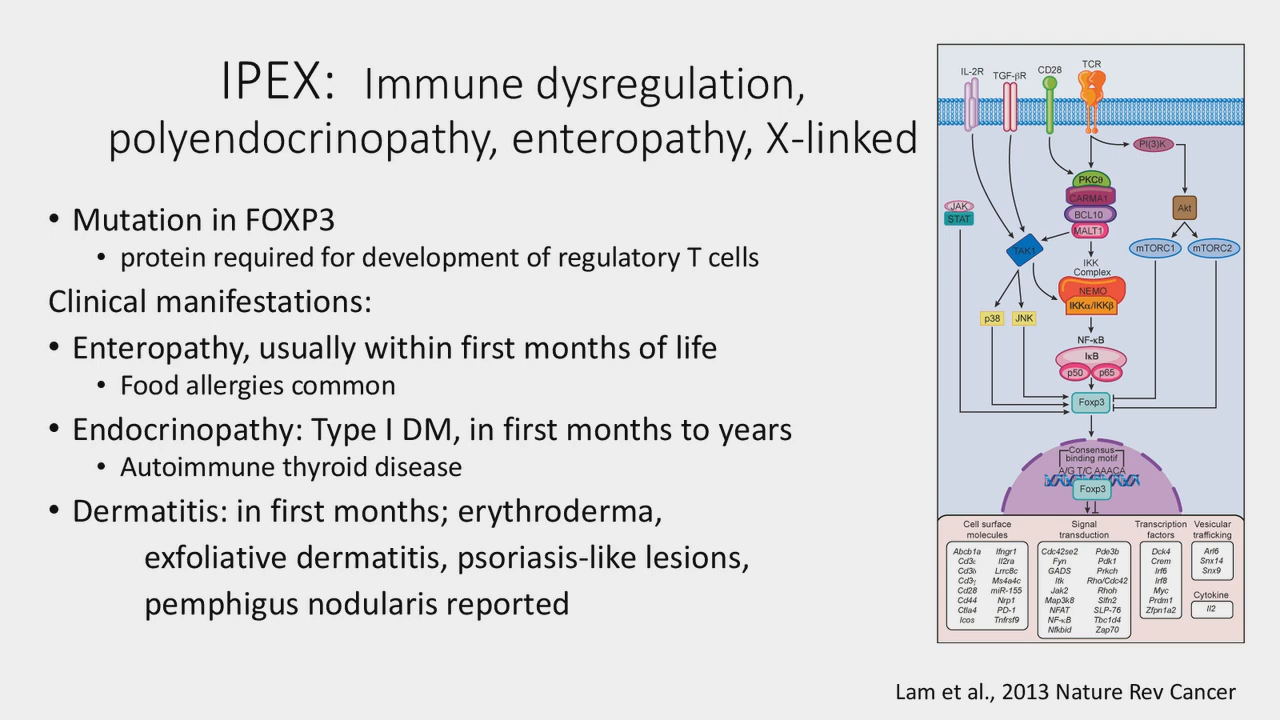 IPEX: Immune dysregulation,
polyendocrinopathy, enteropathy, X-linked
• Mutation in FOXP3
• protein required for development of regulatory T cells
Clinical manifestations:
• Enteropathy, usually within first months of life
• Food allergies common
• Endocrinopathy: Type I DM, in first months to years
• Autoimmune thyroid disease
• Dermatitis: in first months; erythroderma,
exfoliative dermatitis, psoriasis-like lesions,
pemphigus nodularis reported
IL-2R TGF-βR CD28 TCR
PI(3)K
PKCθ
CARMA1
BCL10
MALT1
JAK
STAT
Akt
TAK1
mTORC1 mTORC2
IKK
Complex
NEMO
IKKα/IKKβ
p38 JNK
NF-κB
IκB
p50 p65
Foxp3
Consensus
binding motif
A/G T/C AAACA
Foxp3
Cell surface
molecules
Abcb1a Ifngr1
Cd3ε Il2ra
Cd3δ Lrrc8c
Cd3γ Ms4a4c
Cd28 miR-155
Cd44 Nrp1
Ctla4 PD-1
Icos Tnfrsf9
Signal
transduction
Cdc42se2 Pde3b
Fyn Pdk1
GADS Prkch
Itk Rho/Cdc42
Jak2 Rhoh
Map3k8 Slfn2
NFAT SLP-76
NF-κB Tbc1d4
Nfkbid Zap70
Transcription
factors
Dck4
Crem
Irf6
Irf8
Myc
Prdm1
Zfpn1a2
Vesicular
trafficking
Arl6
Snx14
Snx9
Cytokine
Il2
Lam et al., 2013 Nature Rev Cancer